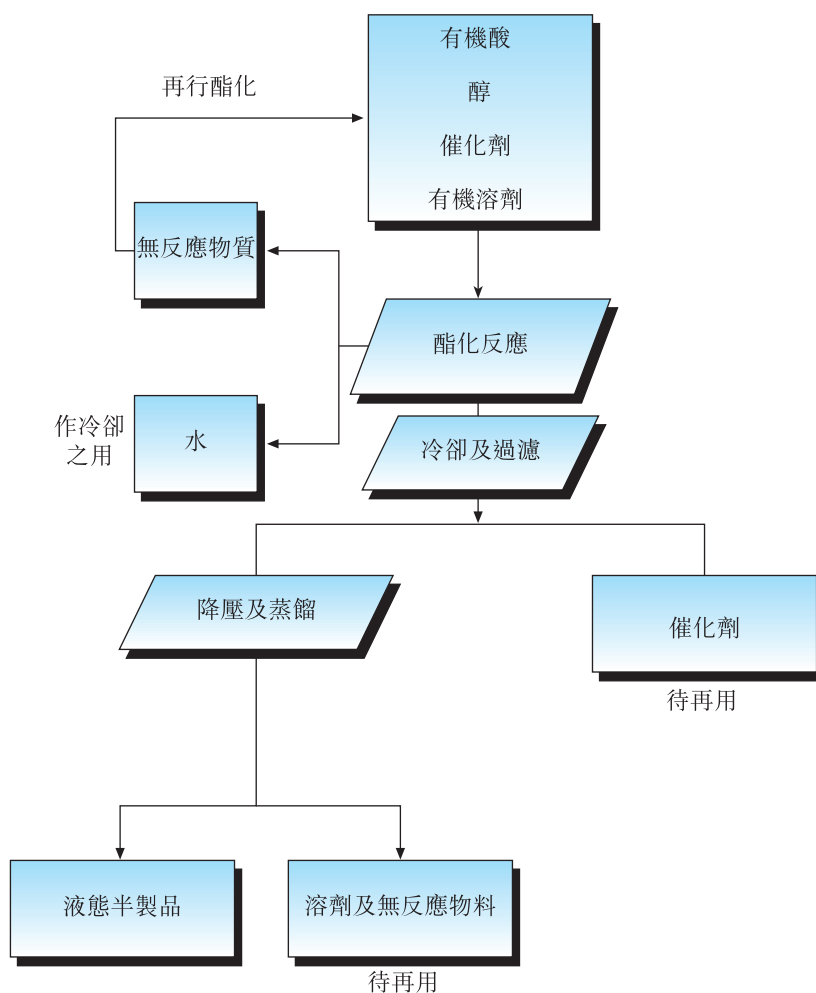 有機酸
醇
催化劑
有機溶劑
再行酯化
無反應物質
酯化反應
作冷卻
之用
水
冷卻及過濾
降壓及蒸餾
催化劑
待再用
液態半製品
溶劑及無反應物料
待再用